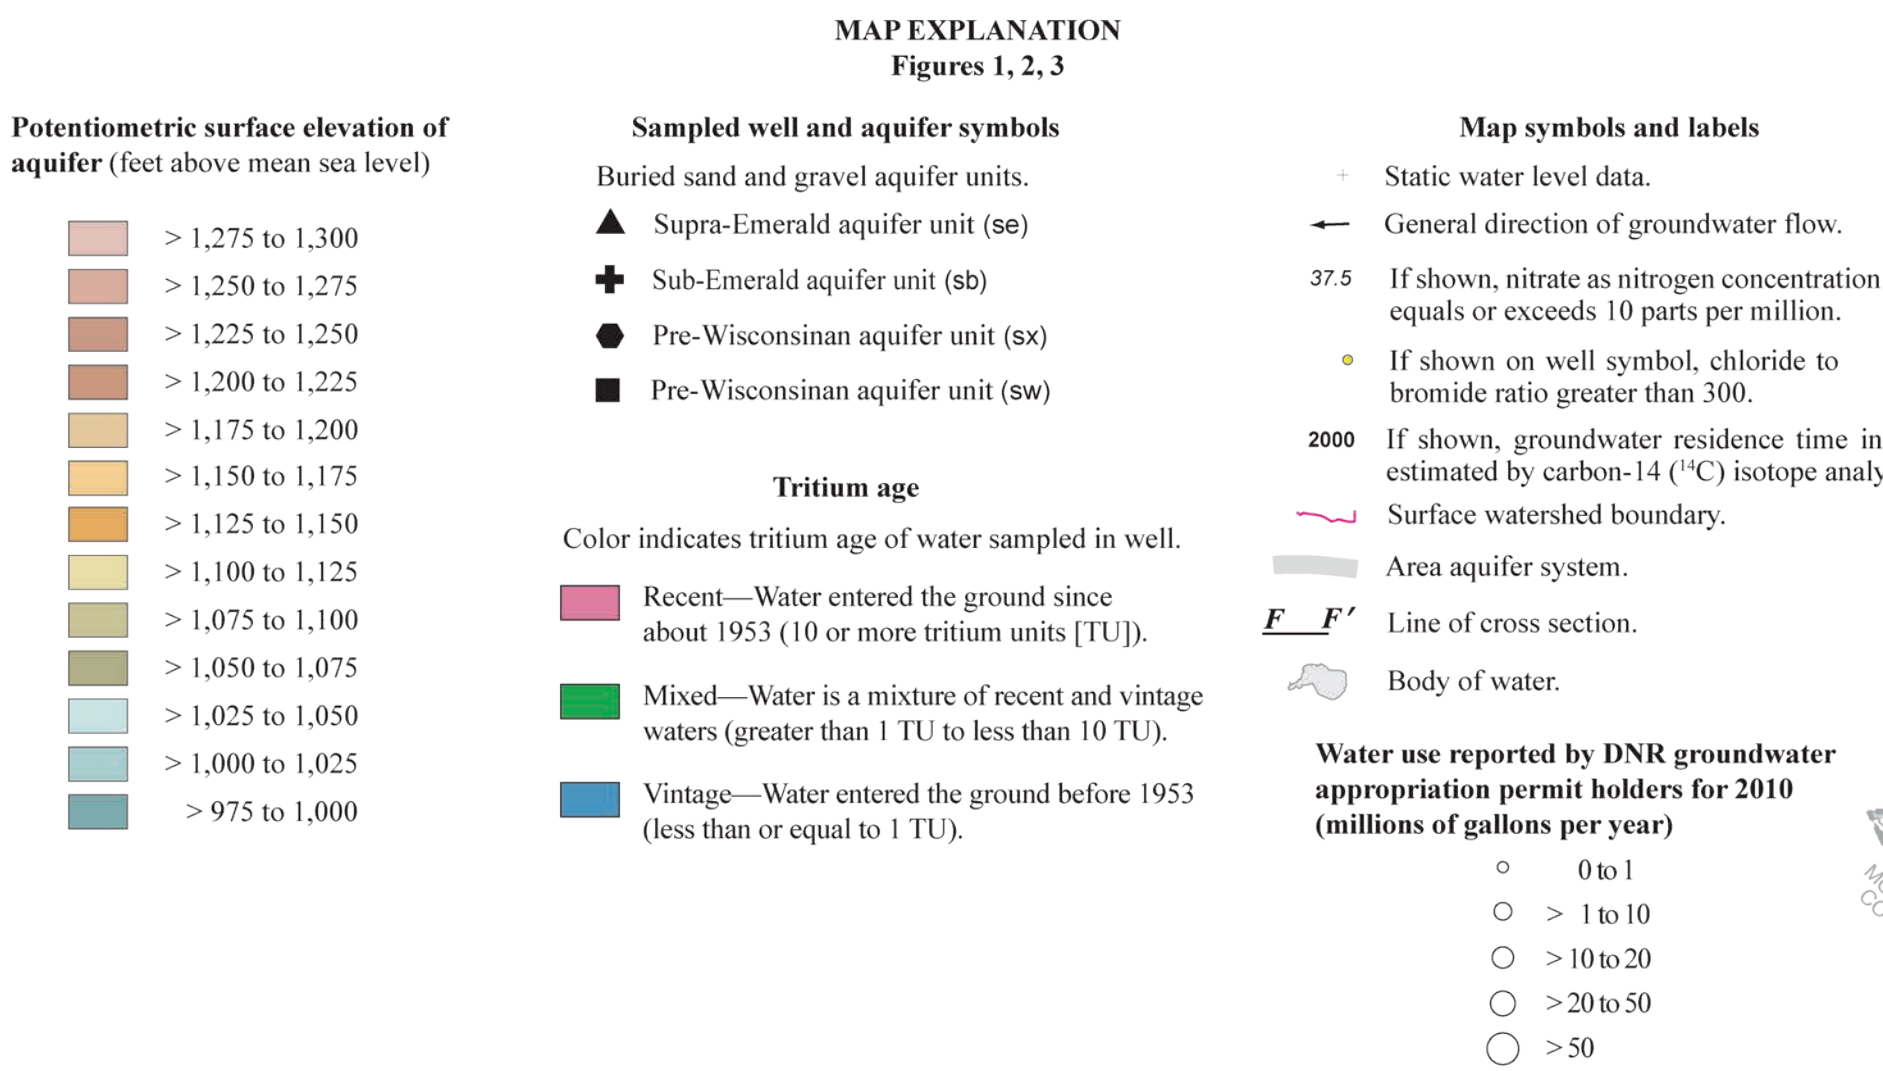 MAP EXPLANATION
Figures 1, 2, 3
Potentiometric surface elevation of
aquifer (feet above mean sea level)
> 1,275 to 1,300
> 1,250 to 1,275
> 1,225 to 1,250
> 1,200 to 1,225
> 1,175 to 1,200
> 1,150 to 1,175
> 1,125 to 1,150
> 1,100 to 1,125
> 1,075 to 1,100
> 1,050 to 1,075
> 1,025 to 1,050
> 1,000 to 1,025
> 975 to 1,000
Sampled well and aquifer symbols
Buried sand and gravel aquifer units.
Supra-Emerald aquifer unit (se)
Sub-Emerald aquifer unit (sb)
Pre-Wisconsinan aquifer unit (sx)
Pre-Wisconsinan aquifer unit (sw)
Tritium age
Color indicates tritium age of water sampled in well.
Recent—Water entered the ground since
about 1953 (10 or more tritium units [TU]).
Mixed—Water is a mixture of recent and vintage
waters (greater than 1 TU to less than 10 TU).
Vintage—Water entered the ground before 1953
(less than or equal to 1 TU).
Map symbols and labels
Static water level data.
General direction of groundwater flow.
37.5 If shown, nitrate as nitrogen concentration
equals or exceeds 10 parts per million.
If shown on well symbol, chloride to
bromide ratio greater than 300.
2000 If shown, groundwater residence time in
estimated by carbon-14 (¹⁴C) isotope analy
Surface watershed boundary.
Area aquifer system.
F F′ Line of cross section.
Body of water.
Water use reported by DNR groundwater
appropriation permit holders for 2010
(millions of gallons per year)
0 to 1
> 1 to 10
> 10 to 20
> 20 to 50
> 50